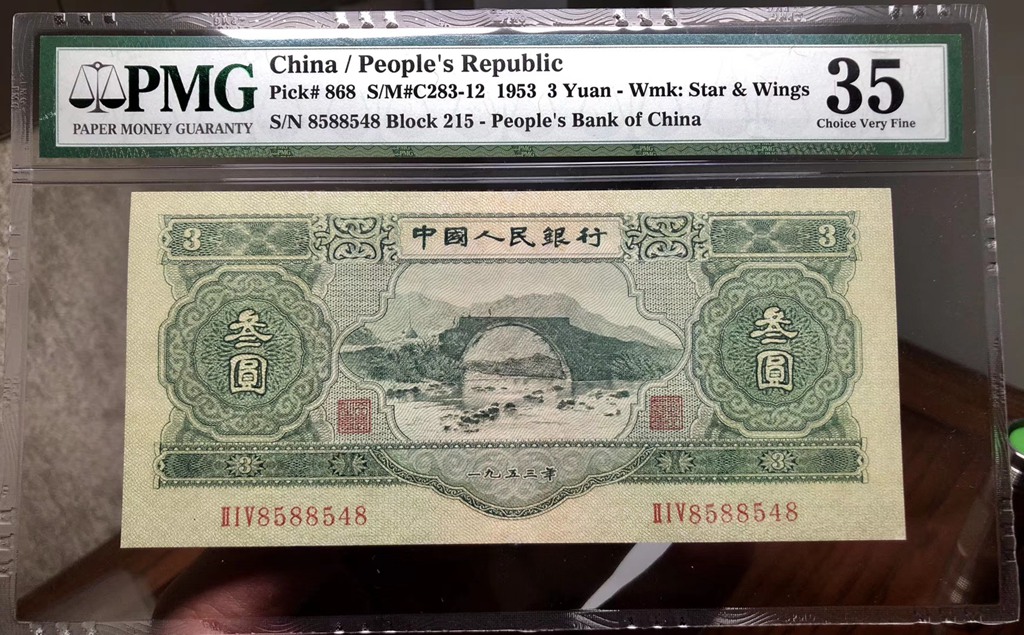 PMG
PAPER MONEY GUARANTY
China / People's Republic
Pick# 868 S/M#C283-12 1953 3 Yuan - Wmk: Star & Wings
S/N 8588548 Block 215 - People's Bank of China
35
Choice Very Fine
3
中國人民銀行
3
叁圓
叁圓
3
一九五三年
3
ⅡIV8588548
ⅡIV8588548